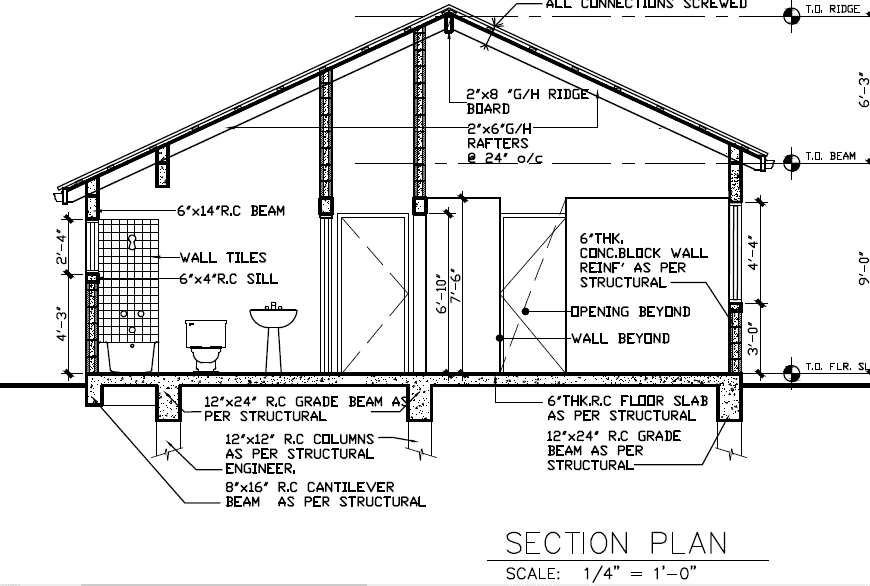 ALL CONNECTIONS SCREWED
T.O. RIDGE
6'-3"
2"x8 "G/H RIDGE
BOARD
2"x6"G/H
RAFTERS
@ 24" o/c
T.O. BEAM
6"x14"R.C BEAM
2'-4"
WALL TILES
6"x4"R.C SILL
4'-3"
6'-10"
7'-6"
6"THK.
CONC.BLOCK WALL
REINF' AS PER
STRUCTURAL
4'-4"
9'-0"
OPENING BEYOND
WALL BEYOND
3'-0"
T.O. FLR. SL
12"x24" R.C GRADE BEAM AS
PER STRUCTURAL
6"THK.R.C FLOOR SLAB
AS PER STRUCTURAL
12"x12" R.C COLUMNS
AS PER STRUCTURAL
ENGINEER.
12"x24" R.C GRADE
BEAM AS PER
STRUCTURAL
8"x16" R.C CANTILEVER
BEAM AS PER STRUCTURAL
SECTION PLAN
SCALE: 1/4" = 1'-0"